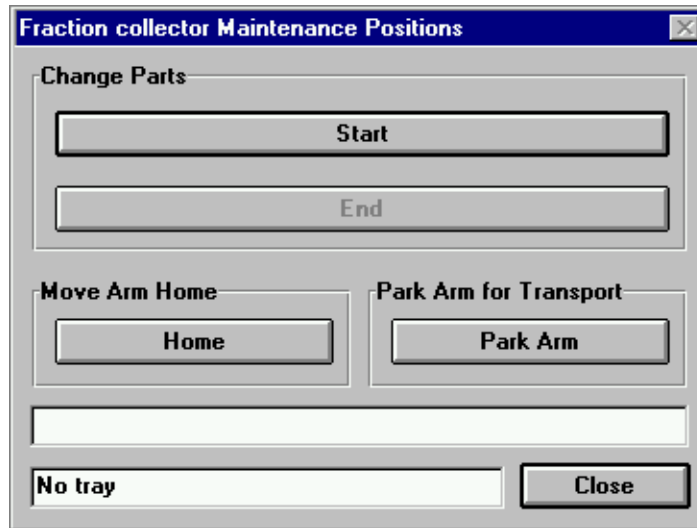 Fraction collector Maintenance Positions
Change Parts
Start
End
Move Arm Home
Home
Park Arm for Transport
Park Arm
No tray
Close